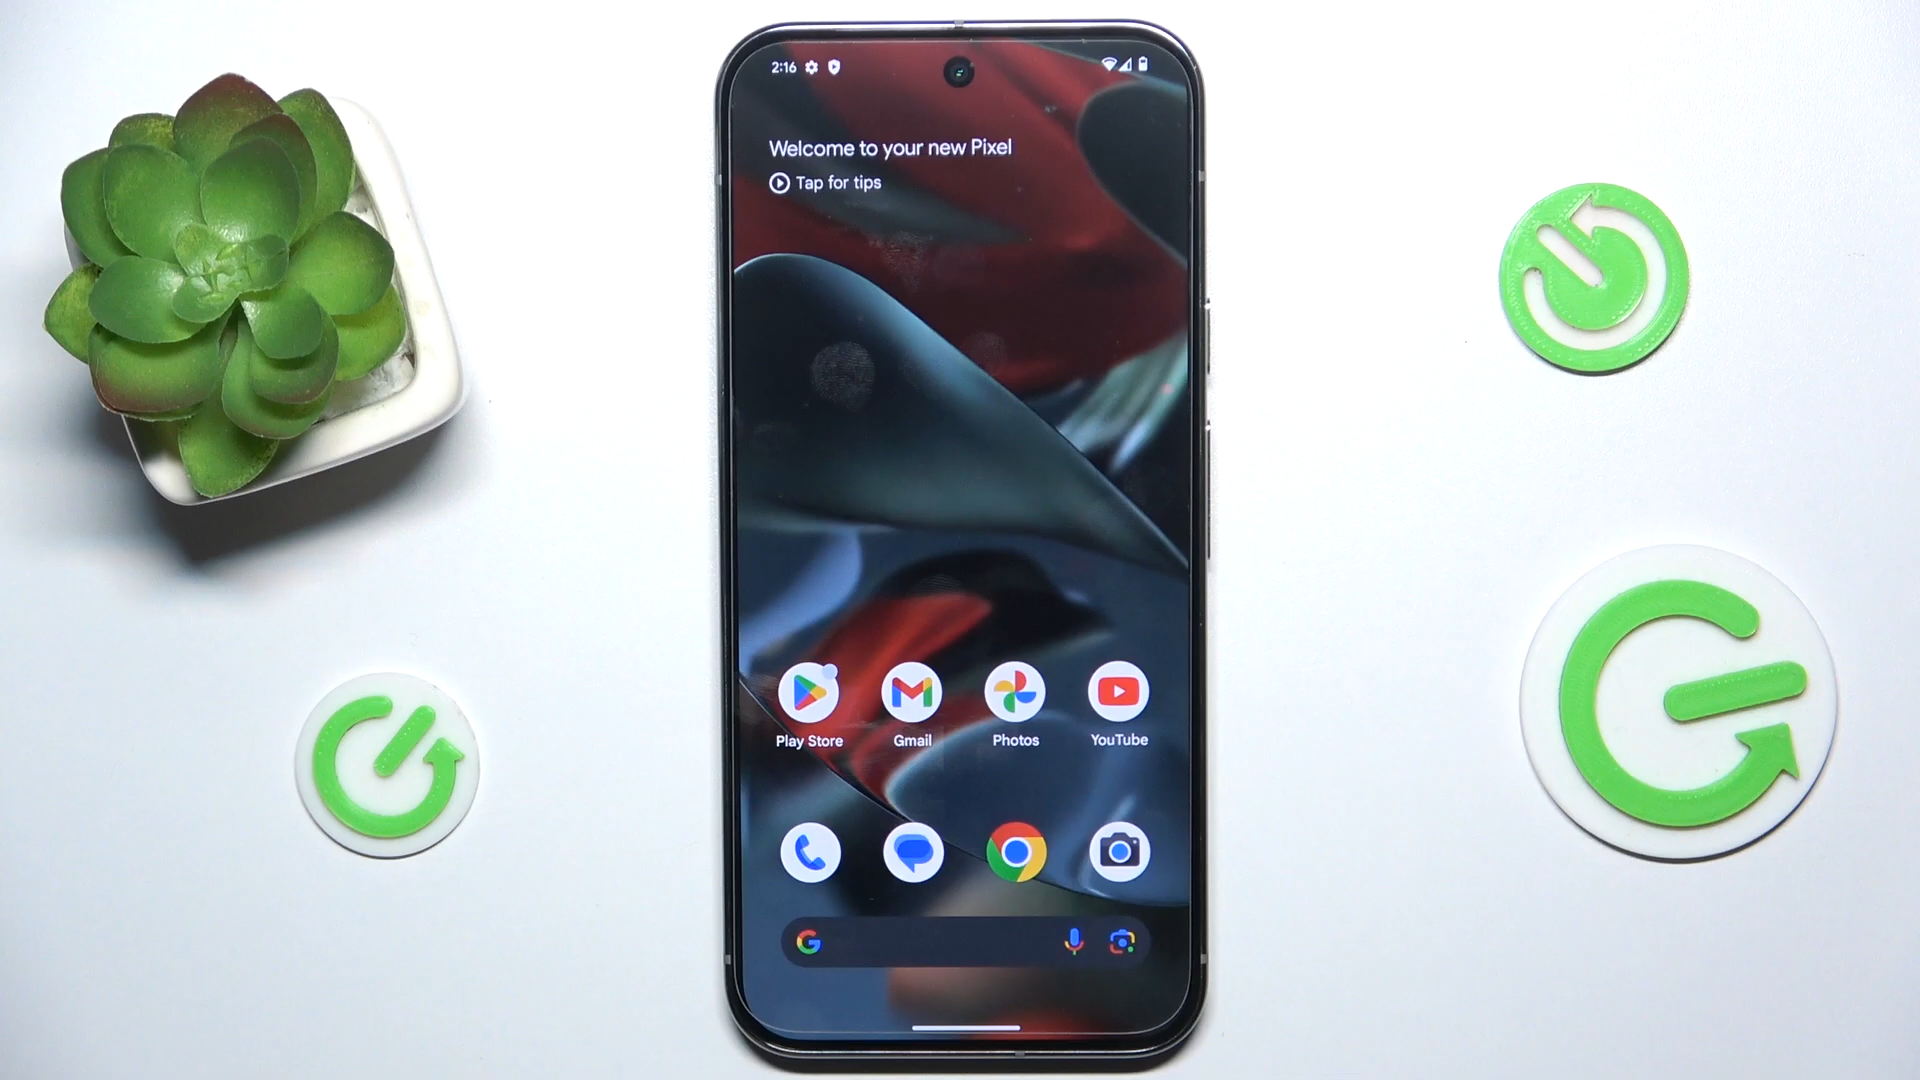 2:16
Welcome to your new Pixel
Tap for tips
Play Store
Gmail
Photos
YouTube